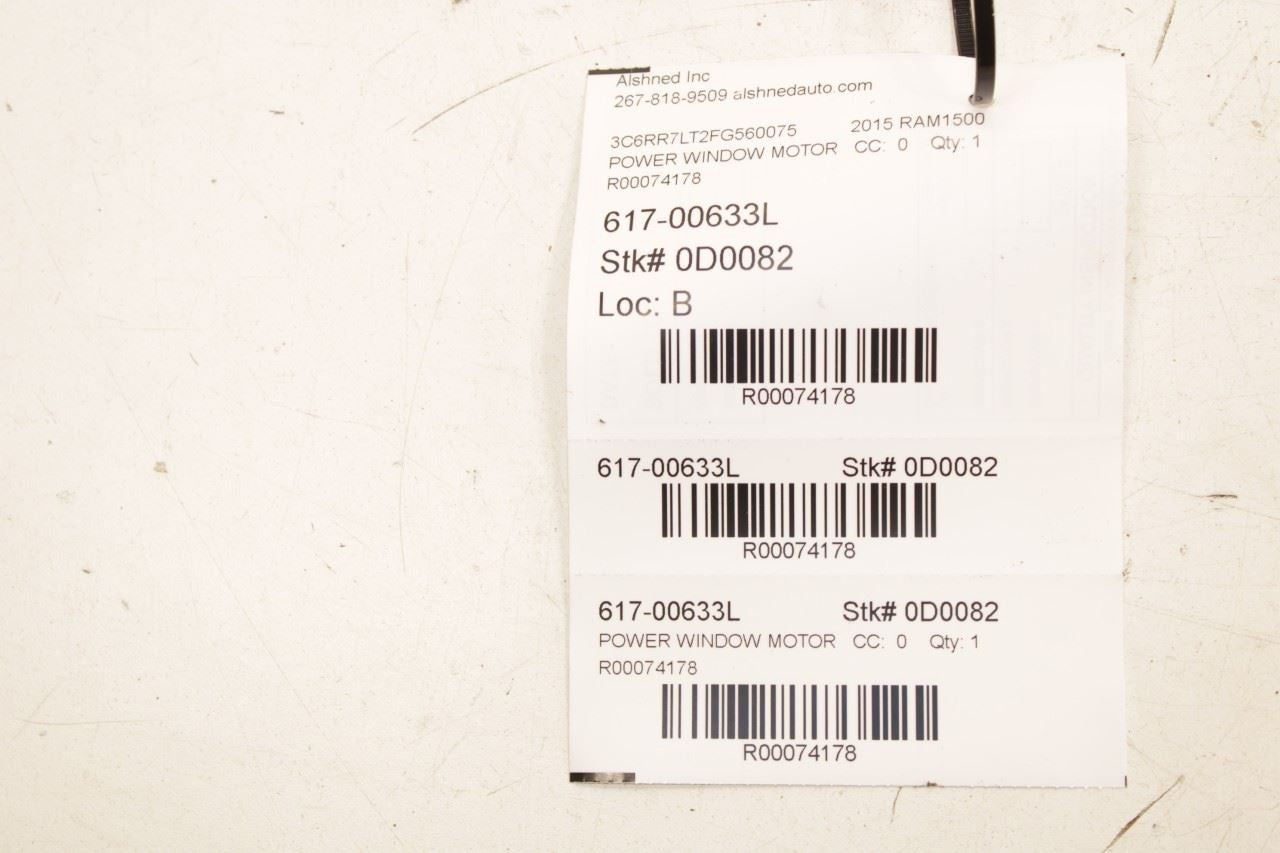 Alshned Inc
267-818-9509 alshnedauto.com
3C6RR7LT2FG560075 2015 RAM1500
POWER WINDOW MOTOR CC: 0 Qty: 1
R00074178
617-00633L
Stk# 0D0082
Loc: B
R00074178
617-00633L Stk# 0D0082
R00074178
617-00633L Stk# 0D0082
POWER WINDOW MOTOR CC: 0 Qty: 1
R00074178
R00074178